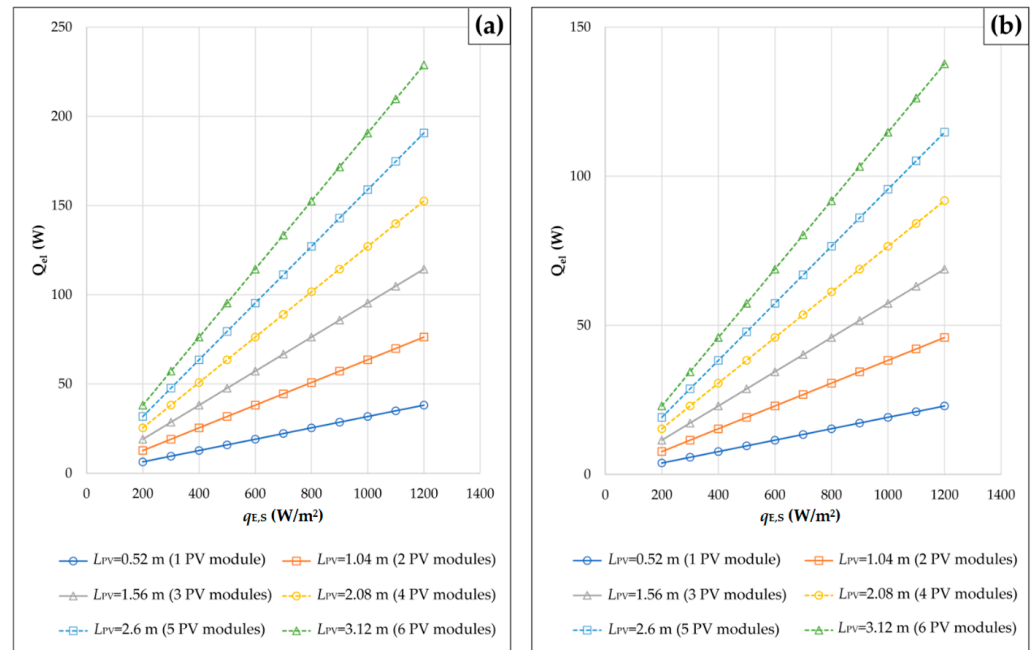 (a)
250
200
150
100
50
0
Qel (W)
0 200 400 600 800 1000 1200 1400
qE,S (W/m²)
LPV=0.52 m (1 PV module) LPV=1.04 m (2 PV modules)
LPV=1.56 m (3 PV modules) LPV=2.08 m (4 PV modules)
LPV=2.6 m (5 PV modules) LPV=3.12 m (6 PV modules)
(b)
150
100
50
0
Qel (W)
0 200 400 600 800 1000 1200 1400
qE,S (W/m²)
LPV=0.52 m (1 PV module) LPV=1.04 m (2 PV modules)
LPV=1.56 m (3 PV modules) LPV=2.08 m (4 PV modules)
LPV=2.6 m (5 PV modules) LPV=3.12 m (6 PV modules)